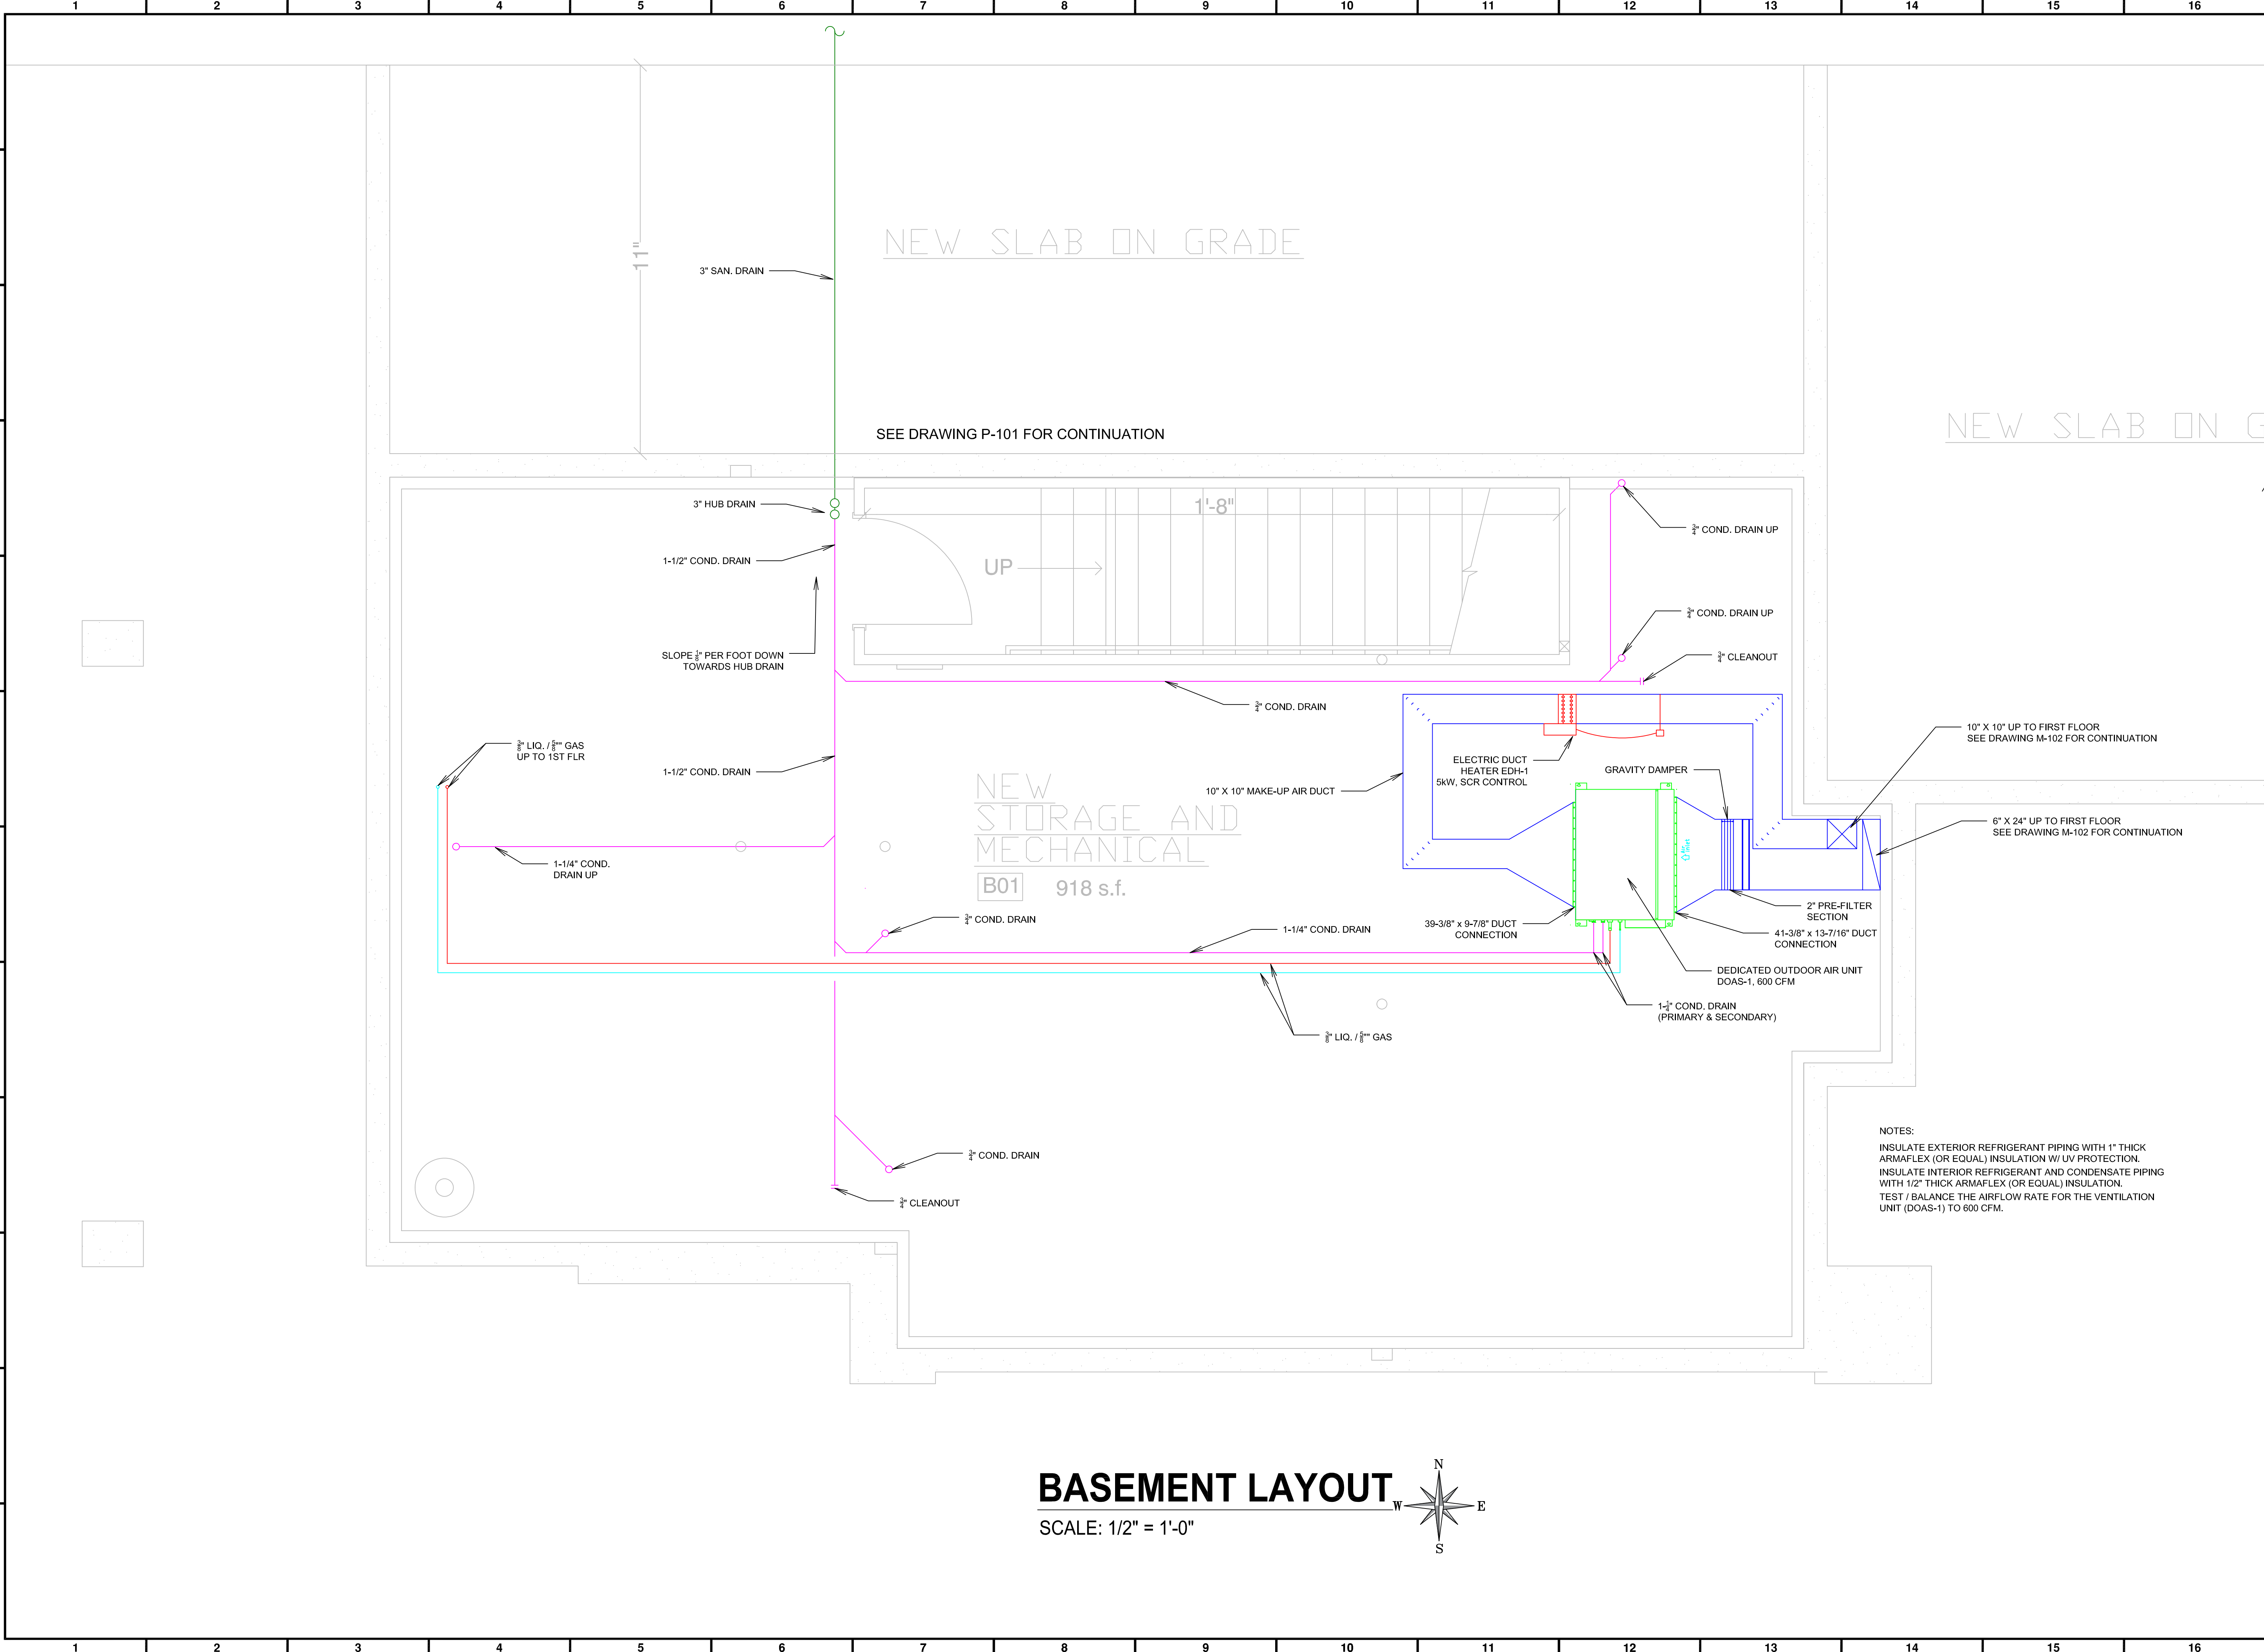 1 2 3 4 5 6 7 8 9 10 11 12 13 14 15 16
NEW SLAB ON GRADE
11"
3" SAN. DRAIN
NEW SLAB ON G
SEE DRAWING P-101 FOR CONTINUATION
3" HUB DRAIN
1'-8"
3/4" COND. DRAIN UP
1-1/2" COND. DRAIN
UP
3/4" COND. DRAIN UP
SLOPE 1/8" PER FOOT DOWN
TOWARDS HUB DRAIN
3/4" CLEANOUT
3/4" COND. DRAIN
3/8" LIQ. / 5/8"" GAS
UP TO 1ST FLR
1-1/2" COND. DRAIN
NEW
STORAGE AND
MECHANICAL
B01 918 s.f.
10" X 10" MAKE-UP AIR DUCT
ELECTRIC DUCT
HEATER EDH-1
5kW, SCR CONTROL
GRAVITY DAMPER
10" X 10" UP TO FIRST FLOOR
SEE DRAWING M-102 FOR CONTINUATION
6" X 24" UP TO FIRST FLOOR
SEE DRAWING M-102 FOR CONTINUATION
1-1/4" COND.
DRAIN UP
3/4" COND. DRAIN
1-1/4" COND. DRAIN
39-3/8" x 9-7/8" DUCT
CONNECTION
2" PRE-FILTER
SECTION
41-3/8" x 13-7/16" DUCT
CONNECTION
DEDICATED OUTDOOR AIR UNIT
DOAS-1, 600 CFM
1-1/4" COND. DRAIN
(PRIMARY & SECONDARY)
3/8" LIQ. / 5/8"" GAS
3/4" COND. DRAIN
3/4" CLEANOUT
NOTES:
INSULATE EXTERIOR REFRIGERANT PIPING WITH 1" THICK
ARMAFLEX (OR EQUAL) INSULATION W/ UV PROTECTION.
INSULATE INTERIOR REFRIGERANT AND CONDENSATE PIPING
WITH 1/2" THICK ARMAFLEX (OR EQUAL) INSULATION.
TEST / BALANCE THE AIRFLOW RATE FOR THE VENTILATION
UNIT (DOAS-1) TO 600 CFM.
BASEMENT LAYOUT
SCALE: 1/2" = 1'-0"
N
W E
S
1 2 3 4 5 6 7 8 9 10 11 12 13 14 15 16